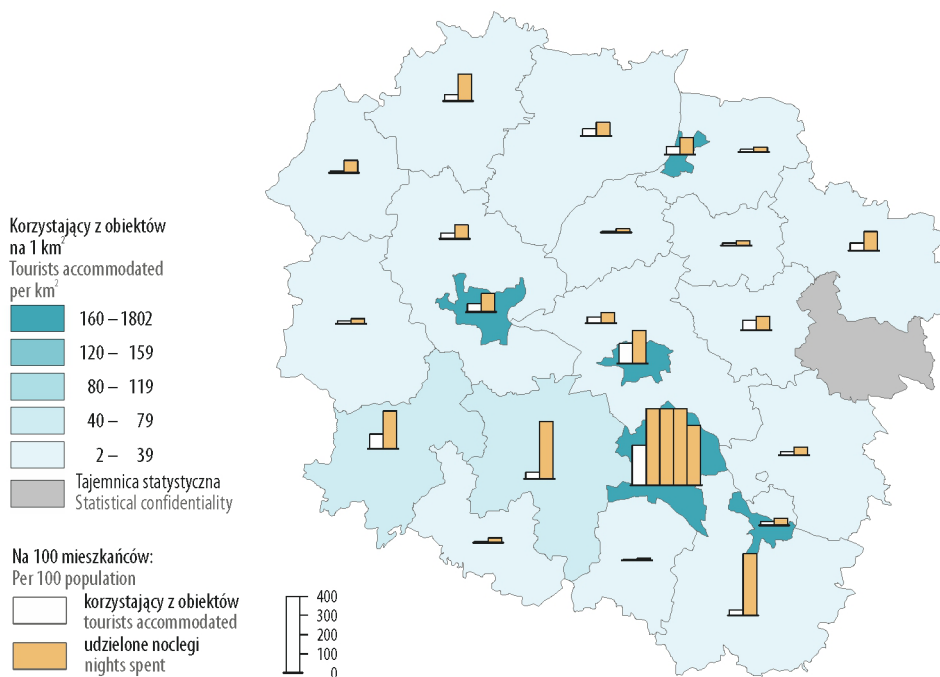 Korzystający z obiektów
na 1 km²
Tourists accommodated
per km²
160 – 1802
120 – 159
80 – 119
40 – 79
2 – 39
Tajemnica statystyczna
Statistical confidentiality
Na 100 mieszkańców:
Per 100 population
korzystający z obiektów
tourists accommodated
udzielone noclegi
nights spent
400
300
200
100
0